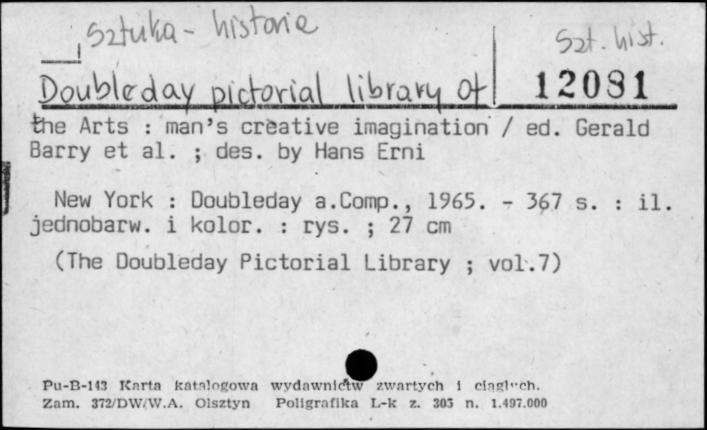 Sztuka - historia
Szt. hist.
Doubleday pictorial library of
12081
the Arts : man's creative imagination / ed. Gerald
Barry et al. ; des. by Hans Erni
New York : Doubleday a.Comp., 1965. - 367 s. : il.
jednobarw. i kolor. : rys. ; 27 cm
(The Doubleday Pictorial Library ; vol.7)
Pu-B-143 Karta katalogowa wydawnictw zwartych i ciągłych.
Zam. 372/DW/W.A. Olsztyn Poligrafika L-k z. 305 n. 1.497.000